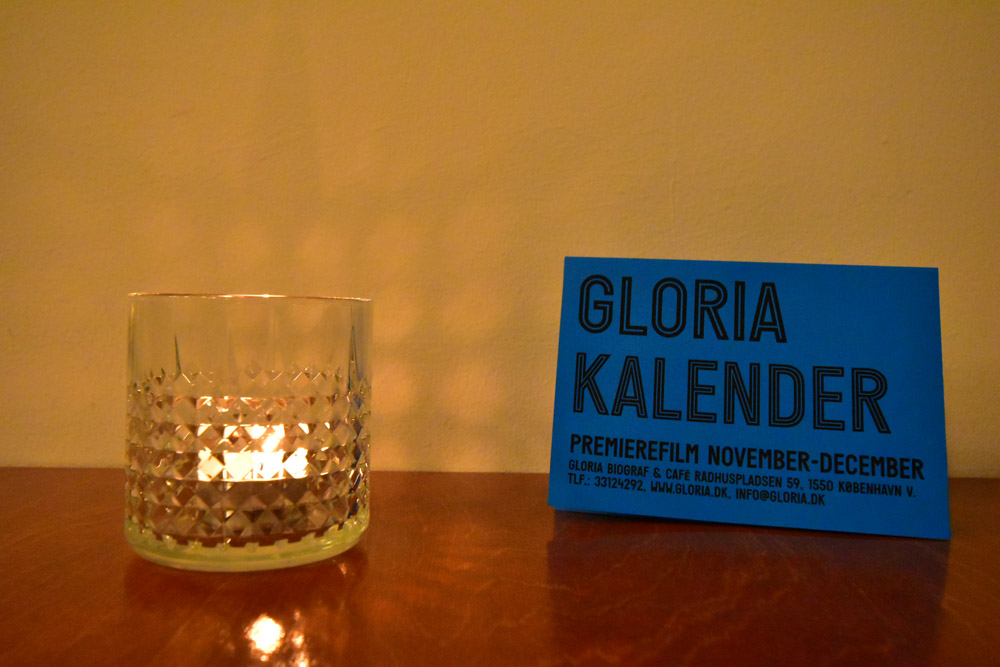 GLORIA
KALENDER
PREMIEREFILM NOVEMBER-DECEMBER
GLORIA BIOGRAF & CAFÉ RÅDHUSPLADSEN 59, 1550 KØBENHAVN V.
TLF.: 33124292, WWW.GLORIA.DK, INFO@GLORIA.DK